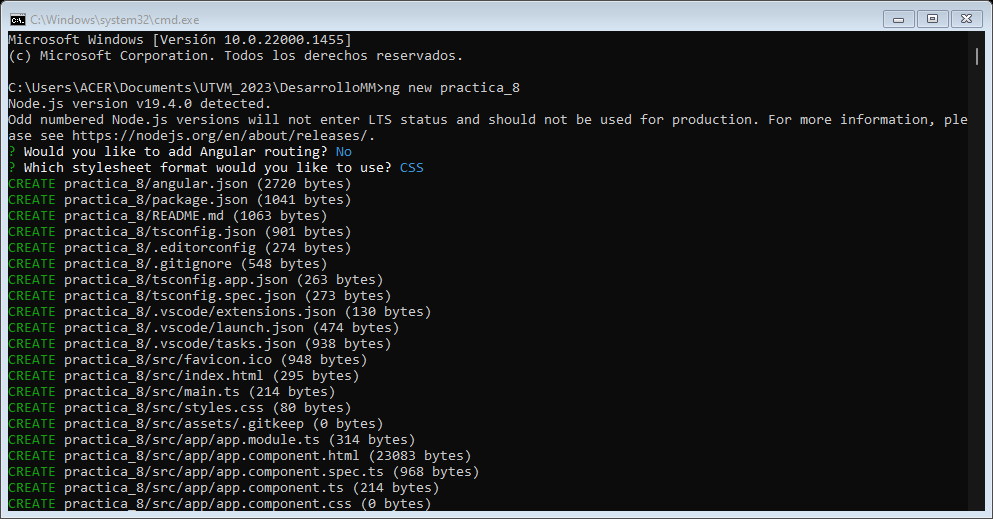 C:\Windows\system32\cmd.exe
Microsoft Windows [Versión 10.0.22000.1455]
(c) Microsoft Corporation. Todos los derechos reservados.
C:\Users\ACER\Documents\UTVM_2023\DesarrolloMM>ng new practica_8
Node.js version v19.4.0 detected.
Odd numbered Node.js versions will not enter LTS status and should not be used for production. For more information, ple
ase see https://nodejs.org/en/about/releases/.
? Would you like to add Angular routing? No
? Which stylesheet format would you like to use? CSS
CREATE practica_8/angular.json (2720 bytes)
CREATE practica_8/package.json (1041 bytes)
CREATE practica_8/README.md (1063 bytes)
CREATE practica_8/tsconfig.json (901 bytes)
CREATE practica_8/.editorconfig (274 bytes)
CREATE practica_8/.gitignore (548 bytes)
CREATE practica_8/tsconfig.app.json (263 bytes)
CREATE practica_8/tsconfig.spec.json (273 bytes)
CREATE practica_8/.vscode/extensions.json (130 bytes)
CREATE practica_8/.vscode/launch.json (474 bytes)
CREATE practica_8/.vscode/tasks.json (938 bytes)
CREATE practica_8/src/favicon.ico (948 bytes)
CREATE practica_8/src/index.html (295 bytes)
CREATE practica_8/src/main.ts (214 bytes)
CREATE practica_8/src/styles.css (80 bytes)
CREATE practica_8/src/assets/.gitkeep (0 bytes)
CREATE practica_8/src/app/app.module.ts (314 bytes)
CREATE practica_8/src/app/app.component.html (23083 bytes)
CREATE practica_8/src/app/app.component.spec.ts (968 bytes)
CREATE practica_8/src/app/app.component.ts (214 bytes)
CREATE practica_8/src/app/app.component.css (0 bytes)